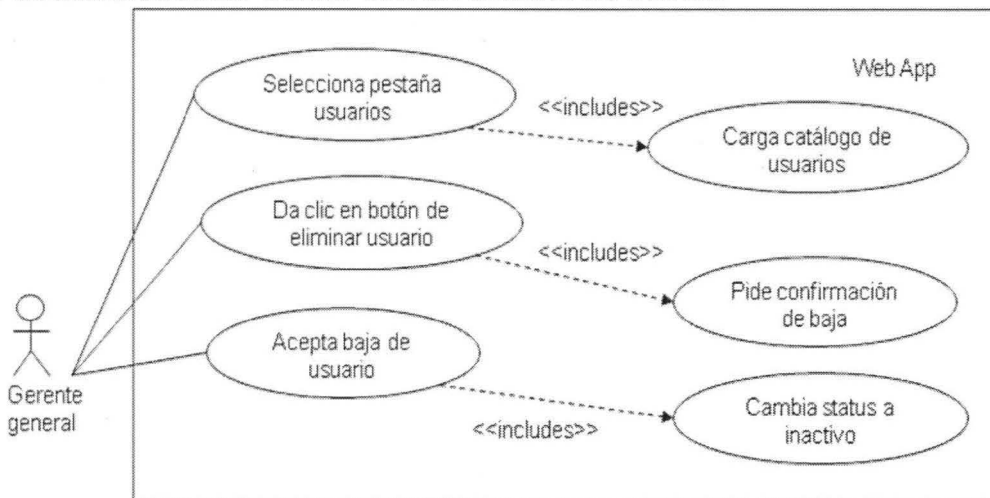 Web App
Selecciona pestaña
usuarios
<<includes>>
Carga catálogo de
usuarios
Da clic en botón de
eliminar usuario
<<includes>>
Pide confirmación
de baja
Acepta baja de
usuario
<<includes>>
Cambia status a
inactivo
Gerente
general